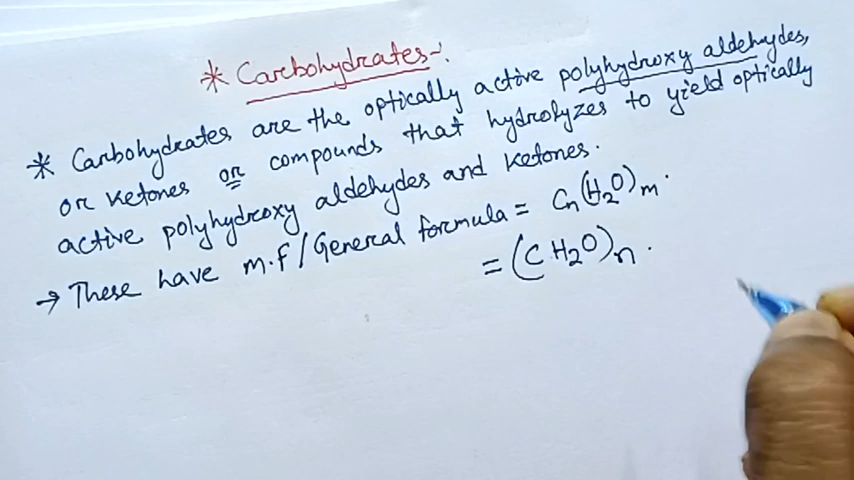 * Carbohydrates-:
* Carbohydrates are the optically active polyhydroxy aldehydes,
or ketones or compounds that hydrolyzes to yield optically
active polyhydroxy aldehydes and ketones.
→ These have m.f/General formula = Cn(H2O)m.
= (CH2O)n.